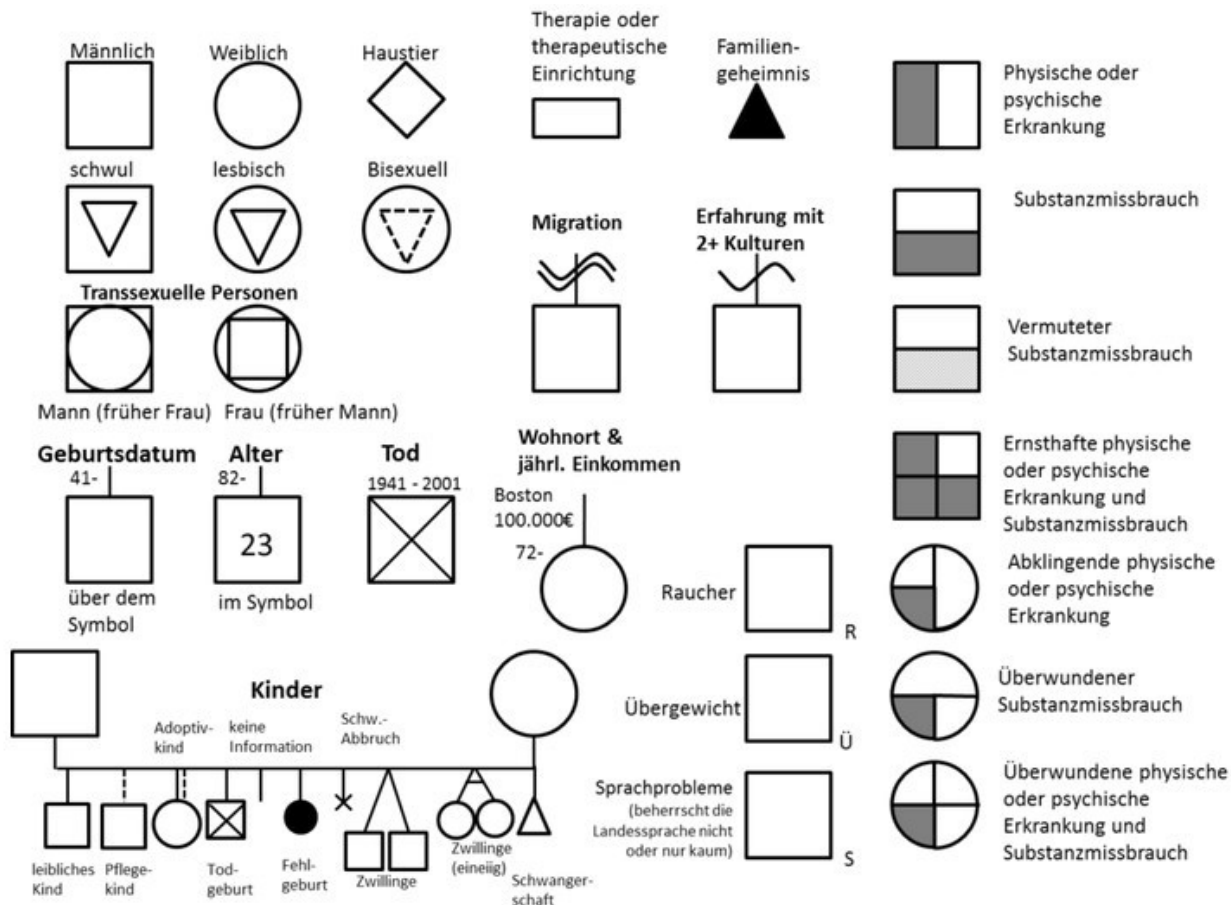 Männlich
Weiblich
Haustier
Therapie oder
therapeutische
Einrichtung
Familien-
geheimnis
Physische oder
psychische
Erkrankung
schwul
lesbisch
Bisexuell
Migration
Erfahrung mit
2+ Kulturen
Substanzmissbrauch
Transsexuelle Personen
Mann (früher Frau)
Frau (früher Mann)
Vermuteter
Substanzmissbrauch
Geburtsdatum
41-
über dem
Symbol
Alter
82-
23
im Symbol
Tod
1941 - 2001
Wohnort &
jährl. Einkommen
Boston
100.000€
72-
Ernsthafte physische
oder psychische
Erkrankung und
Substanzmissbrauch
Raucher
R
Abklingende physische
oder psychische
Erkrankung
Übergewicht
Ü
Überwundener
Substanzmissbrauch
Sprachprobleme
(beherrscht die
Landessprache nicht
oder nur kaum)
S
Überwundene physische
oder psychische
Erkrankung und
Substanzmissbrauch
Kinder
Adoptiv-
kind
keine
Information
Schw.-
Abbruch
leibliches
Kind
Pflege-
kind
Tod-
geburt
Fehl-
geburt
Zwillinge
Zwillinge
(eineiig)
Schwanger-
schaft